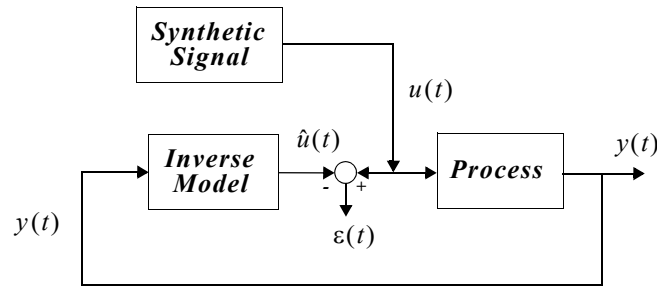 Synthetic
Signal
u(t)
û(t)
y(t)
Inverse
Model
Process
-
+
y(t)
ε(t)